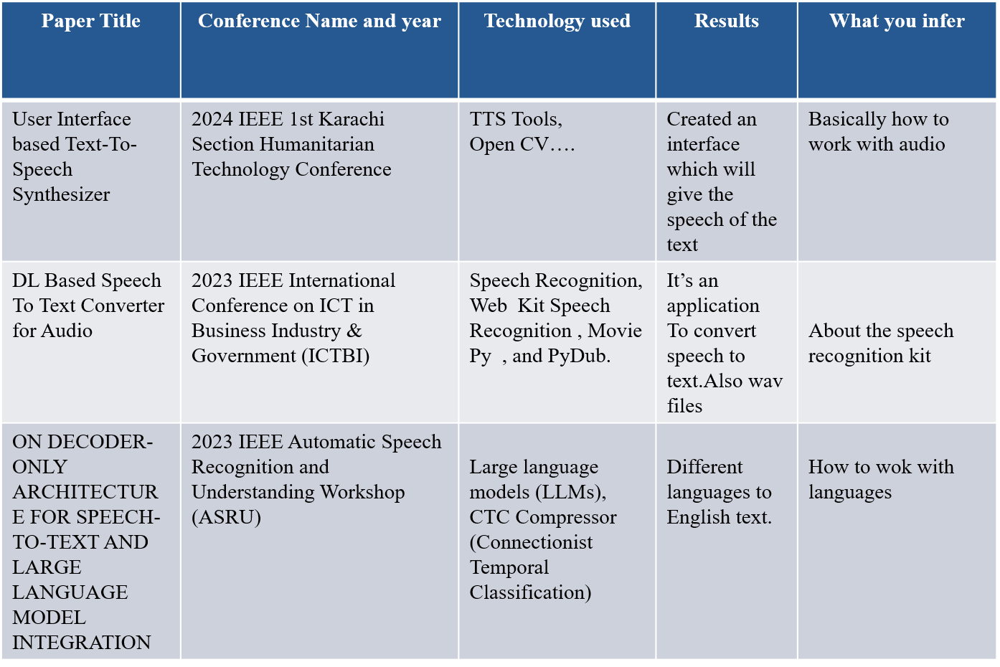 Paper Title
Conference Name and year
Technology used
Results
What you infer
User Interface
based Text-To-
Speech
Synthesizer
2024 IEEE 1st Karachi
Section Humanitarian
Technology Conference
TTS Tools,
Open CV….
Created an
interface
which will
give the
speech of the
text
Basically how to
work with audio
DL Based Speech
To Text Converter
for Audio
2023 IEEE International
Conference on ICT in
Business Industry &
Government (ICTBI)
Speech Recognition,
Web  Kit Speech
Recognition , Movie
Py  , and PyDub.
It’s an
application
To convert
speech to
text.Also wav
files
About the speech
recognition kit
ON DECODER-
ONLY
ARCHITECTUR
E FOR SPEECH-
TO-TEXT AND
LARGE
LANGUAGE
MODEL
INTEGRATION
2023 IEEE Automatic Speech
Recognition and
Understanding Workshop
(ASRU)
Large language
models (LLMs),
CTC Compressor
(Connectionist
Temporal
Classification)
Different
languages to
English text.
How to wok with
languages